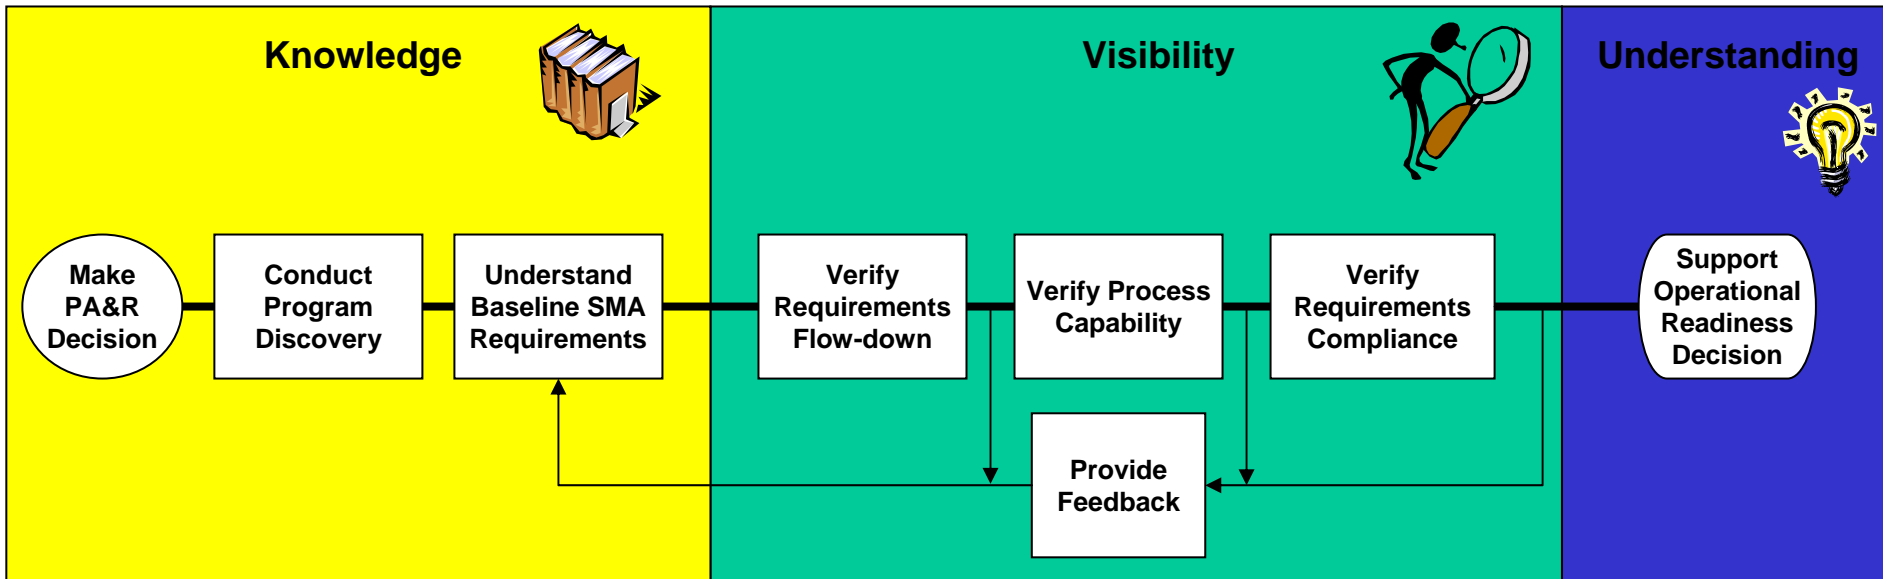 Knowledge
Visibility
Understanding
Make
PA&R
Decision
Conduct
Program
Discovery
Understand
Baseline SMA
Requirements
Verify
Requirements
Flow-down
Verify Process
Capability
Verify
Requirements
Compliance
Support
Operational
Readiness
Decision
Provide
Feedback